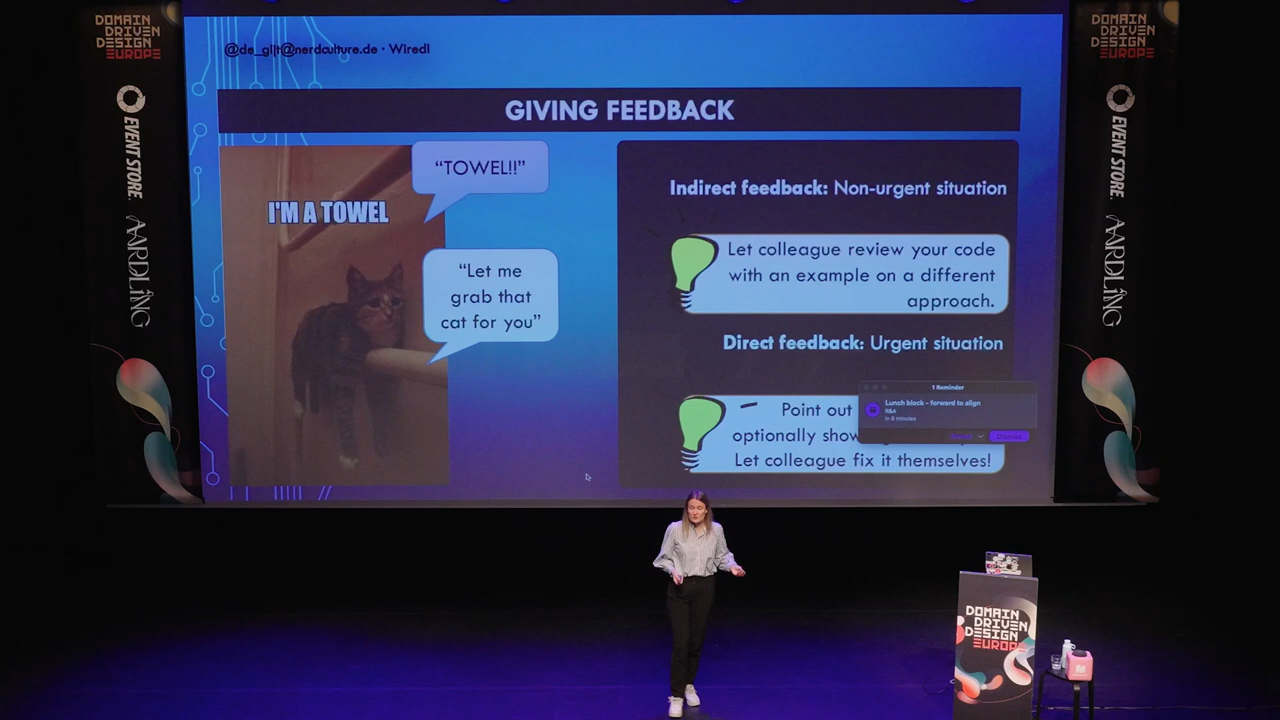 DOMAIN
DRIVEN
DESIGN
EUROPE
EVENT STORE.
AARDLING
@de_gljt@nerdculture.de · Wiredl
GIVING FEEDBACK
"TOWEL!!"
I'M A TOWEL
"Let me
grab that
cat for you"
Indirect feedback: Non-urgent situation
Let colleague review your code
with an example on a different
approach.
Direct feedback: Urgent situation
Point out
optionally show
Let colleague fix it themselves!
1 Reminder
Lunch block – forward to align
R&A
in 8 minutes
DOMAIN
DRIVEN
DESIGN
EUROPE
EVENT STORE.
AARDLING
DOMAIN
DRIVEN
DESIGN
EUROPE